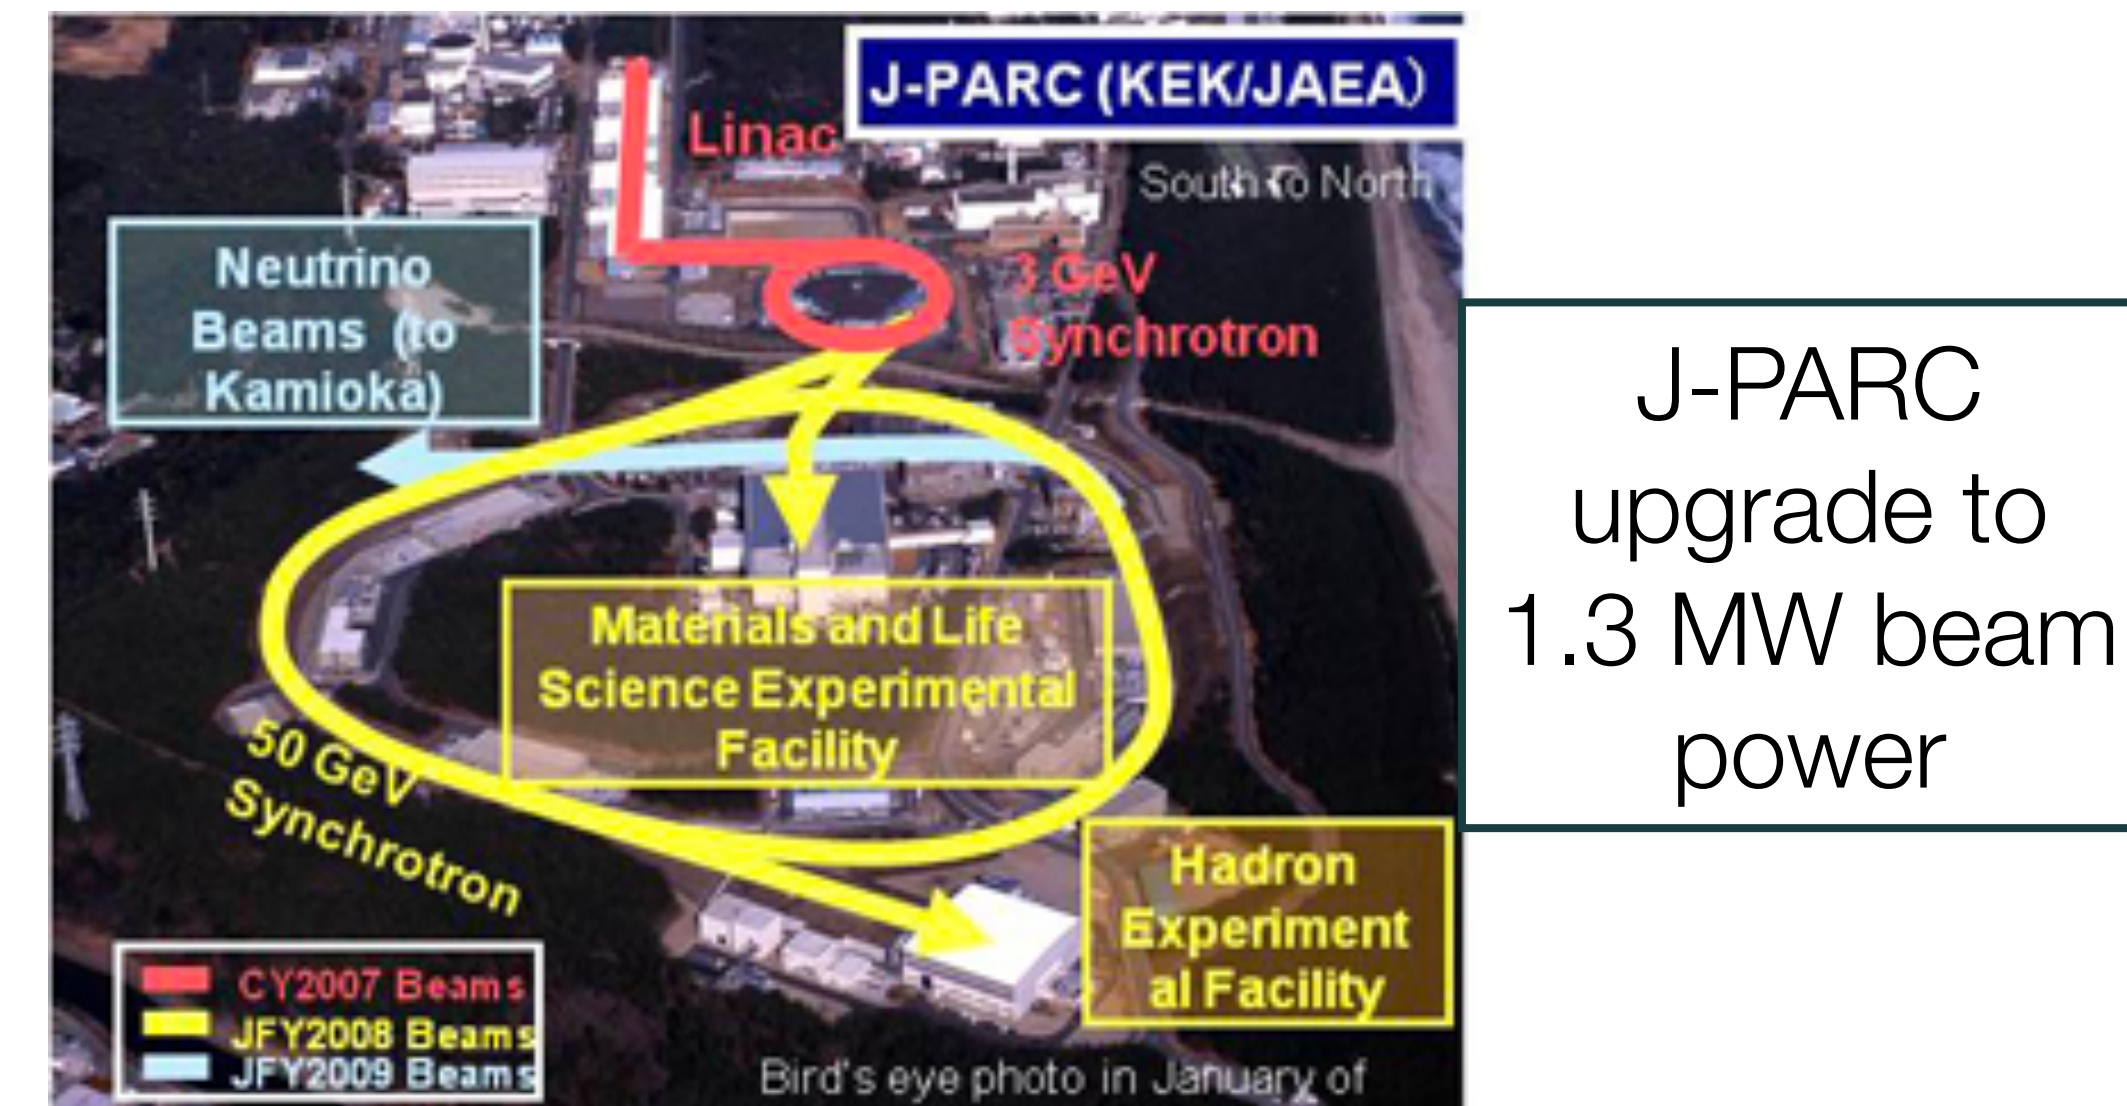 J-PARC (KEK/JAEA)
Linac
South to North
Neutrino
Beams (to
Kamioka)
3 GeV
Synchrotron
J-PARC
upgrade to
1.3 MW beam
power
Materials and Life
Science Experimental
Facility
50 GeV
Synchrotron
Hadron
Experiment
al Facility
CY2007 Beams
JFY2008 Beams
JFY2009 Beams
Bird's eye photo in January of